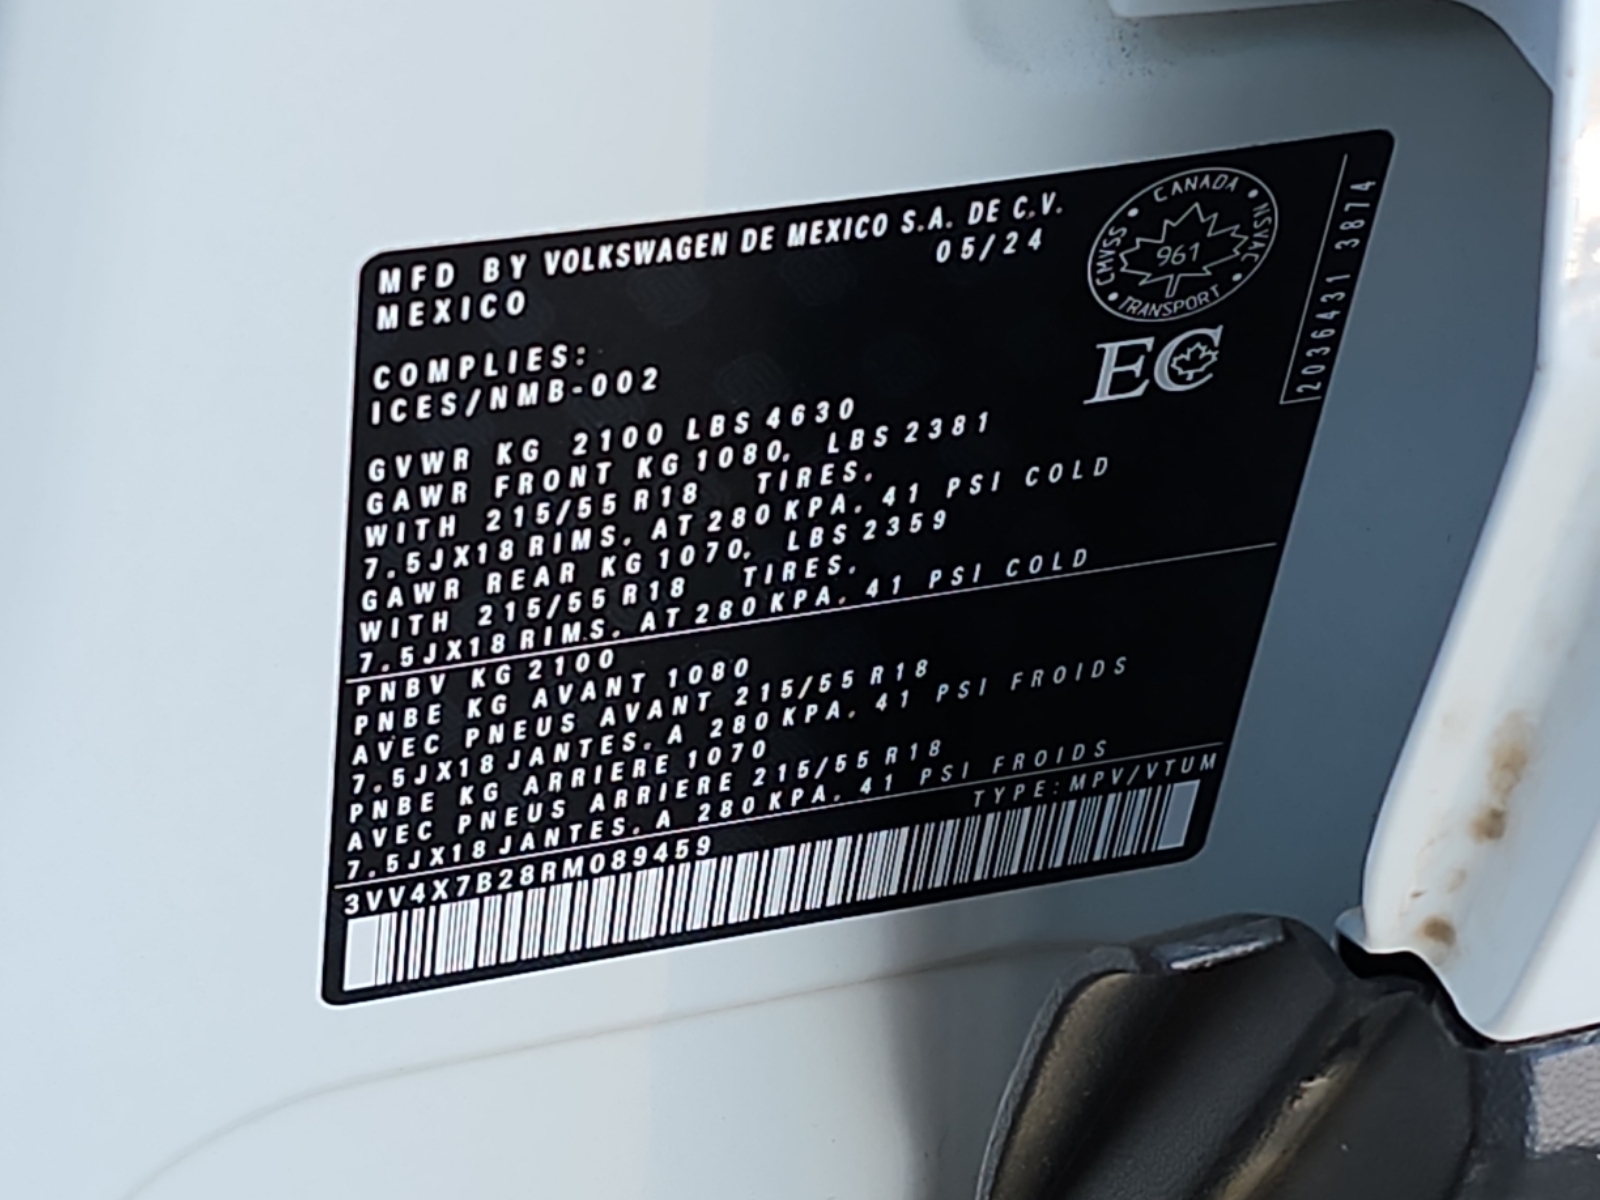 MFD BY VOLKSWAGEN DE MEXICO S.A. DE C.V.
MEXICO 05/24
CANADA
CMVSS NSVAC
961
TRANSPORT
EC
2036431 3874
COMPLIES:
ICES/NMB-002
GVWR KG 2100 LBS 4630
GAWR FRONT KG 1080. LBS 2381
WITH 215/55 R18 TIRES.
7.5JX18 RIMS. AT 280 KPA. 41 PSI COLD
GAWR REAR KG 1070. LBS 2359
WITH 215/55 R18 TIRES.
7.5JX18 RIMS. AT 280 KPA. 41 PSI COLD
PNBV KG 2100
PNBE KG AVANT 1080
AVEC PNEUS AVANT 215/55 R18
7.5JX18 JANTES. A 280 KPA. 41 PSI FROIDS
PNBE KG ARRIERE 1070
AVEC PNEUS ARRIERE 215/55 R18
7.5JX18 JANTES. A 280 KPA. 41 PSI FROIDS
3VV4X7B28RM089459 TYPE:MPV/VTUM